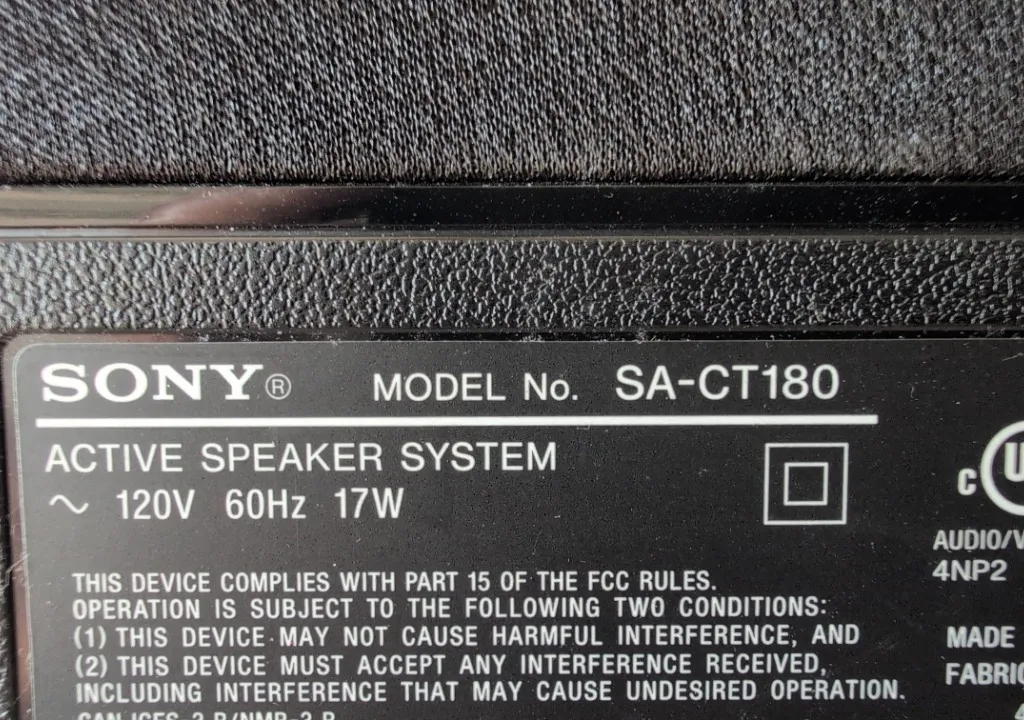 SONY® MODEL No. SA-CT180
ACTIVE SPEAKER SYSTEM
～ 120V 60Hz 17W
THIS DEVICE COMPLIES WITH PART 15 OF THE FCC RULES.
OPERATION IS SUBJECT TO THE FOLLOWING TWO CONDITIONS:
(1) THIS DEVICE MAY NOT CAUSE HARMFUL INTERFERENCE, AND
(2) THIS DEVICE MUST ACCEPT ANY INTERFERENCE RECEIVED,
INCLUDING INTERFERENCE THAT MAY CAUSE UNDESIRED OPERATION.
C U
AUDIO/V
4NP2
MADE
FABRIC